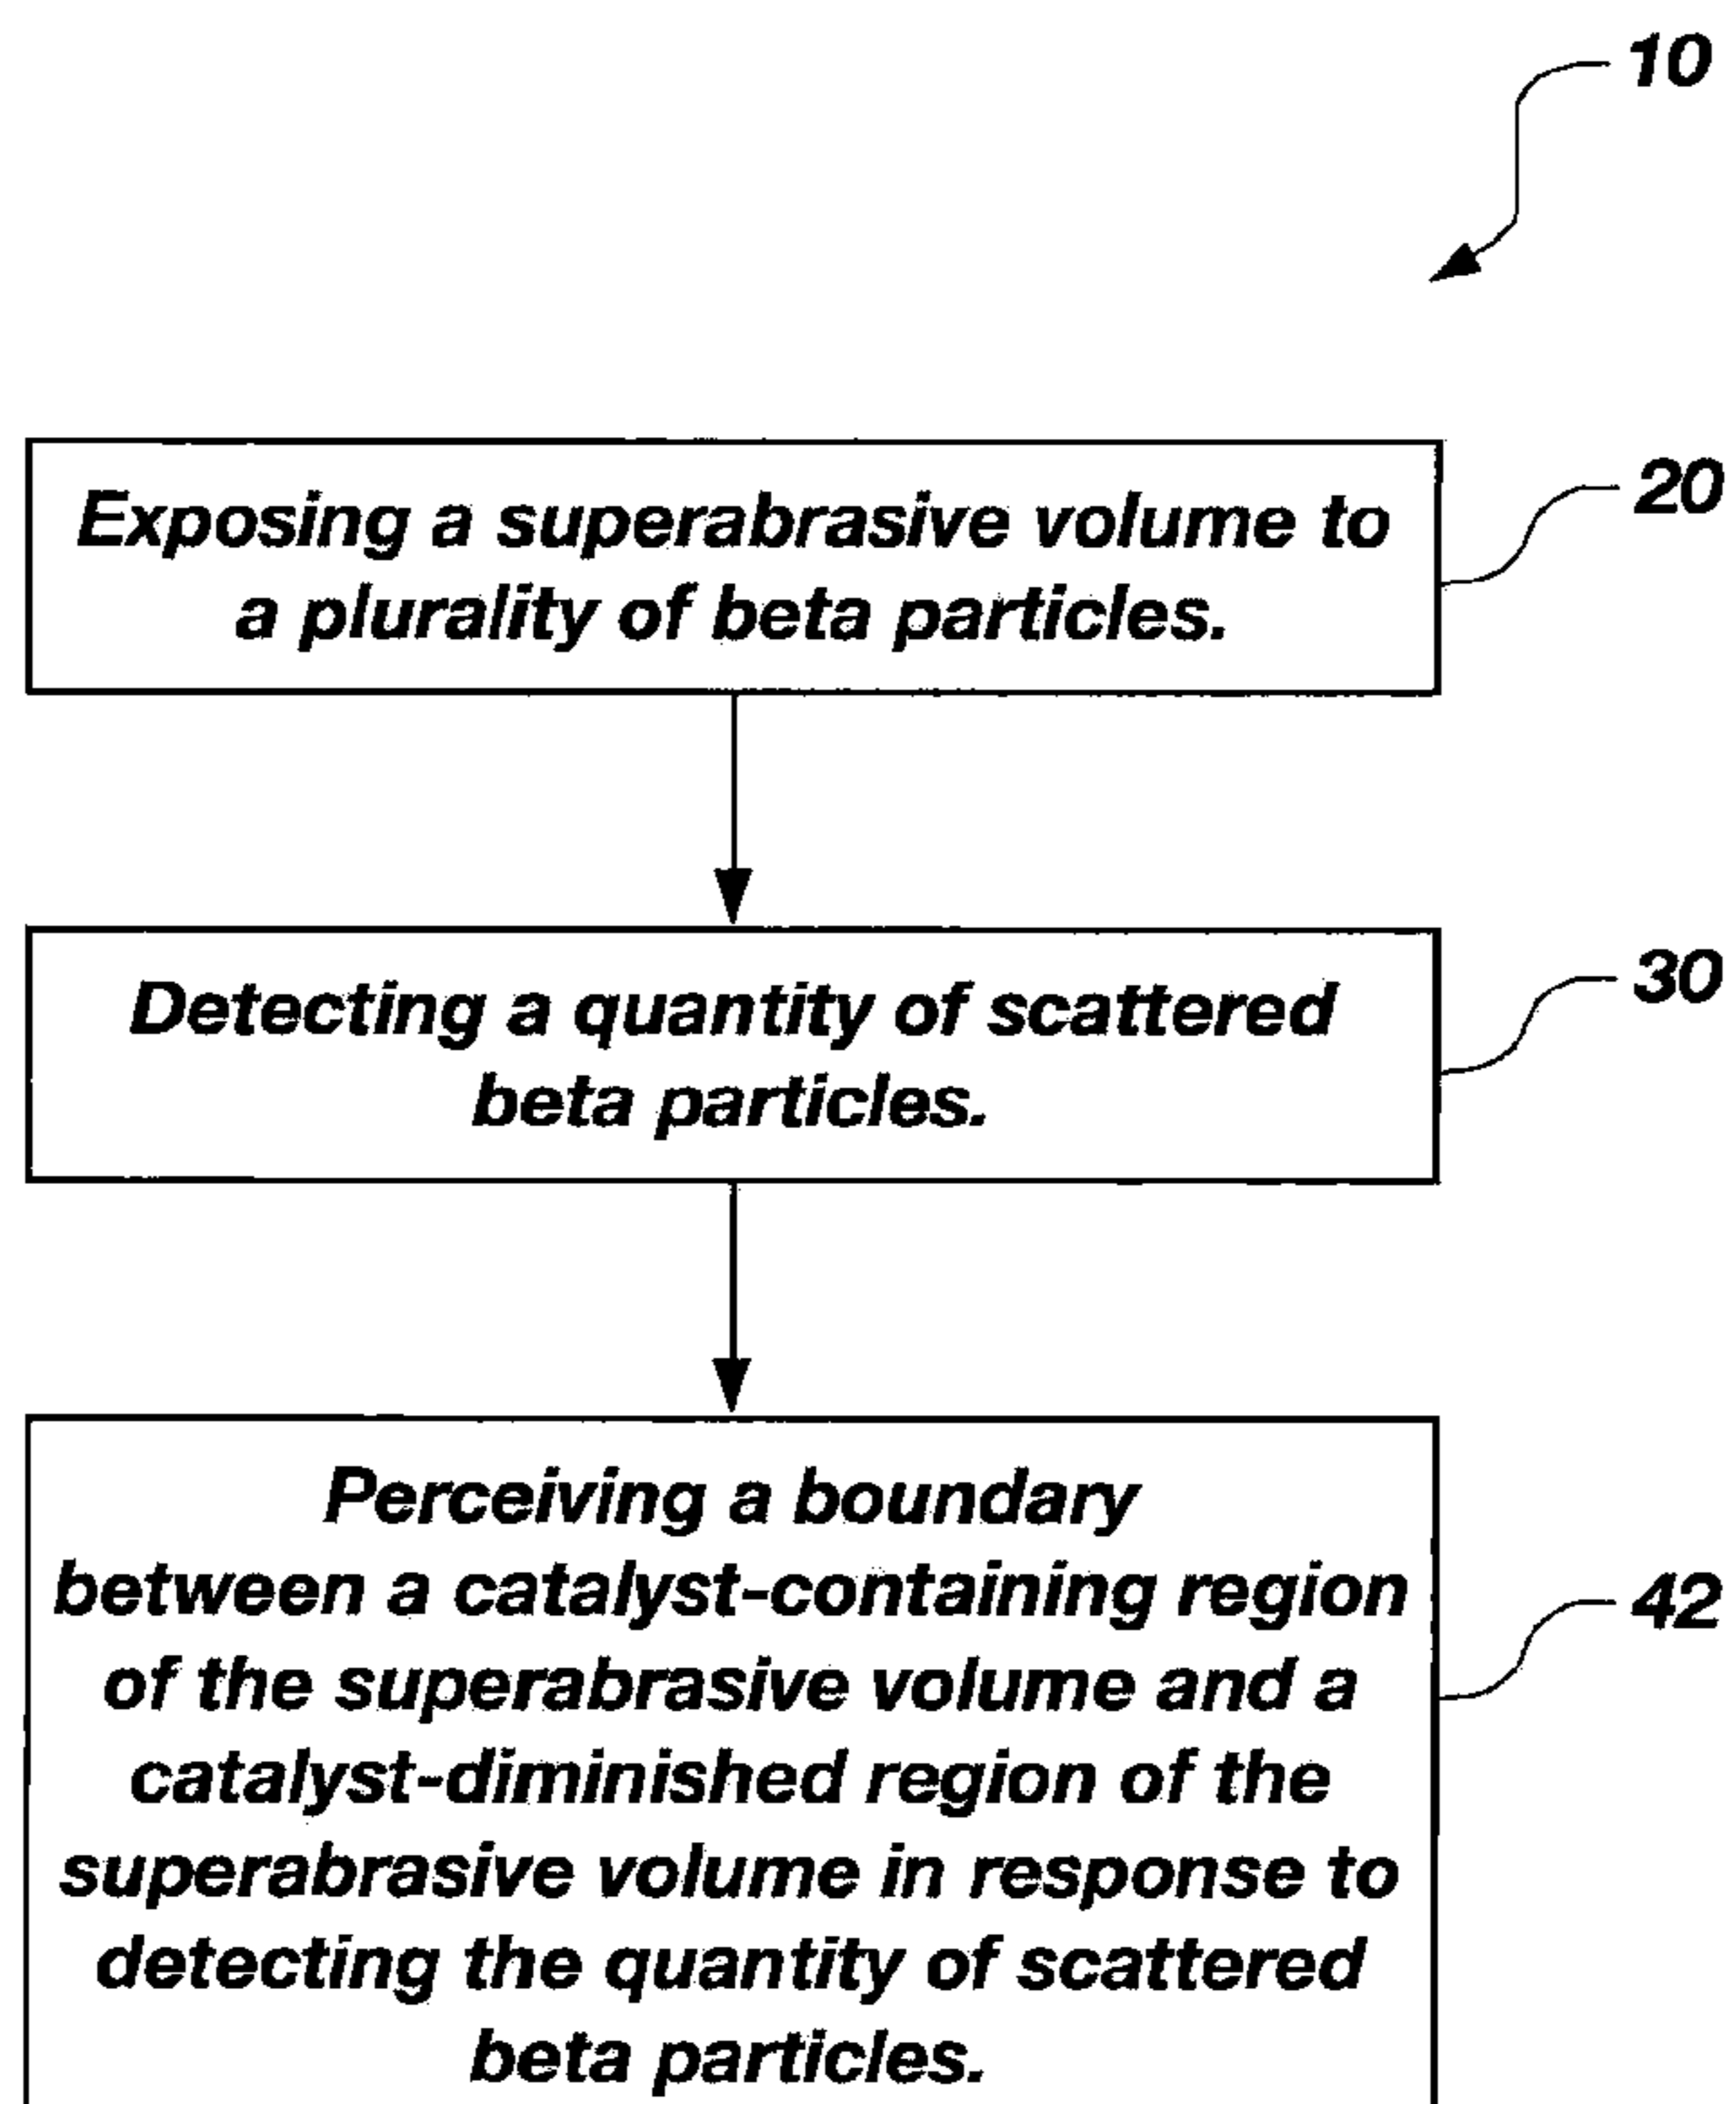 10
Exposing a superabrasive volume to
a plurality of beta particles.
20
Detecting a quantity of scattered
beta particles.
30
Perceiving a boundary
between a catalyst-containing region
of the superabrasive volume and a
catalyst-diminished region of the
superabrasive volume in response to
detecting the quantity of scattered
beta particles.
42